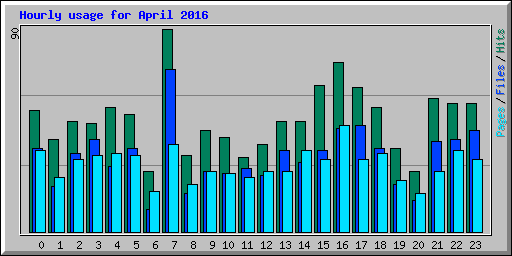 Hourly usage for April 2016
90
Pages / Files / Hits
0 1 2 3 4 5 6 7 8 9 10 11 12 13 14 15 16 17 18 19 20 21 22 23